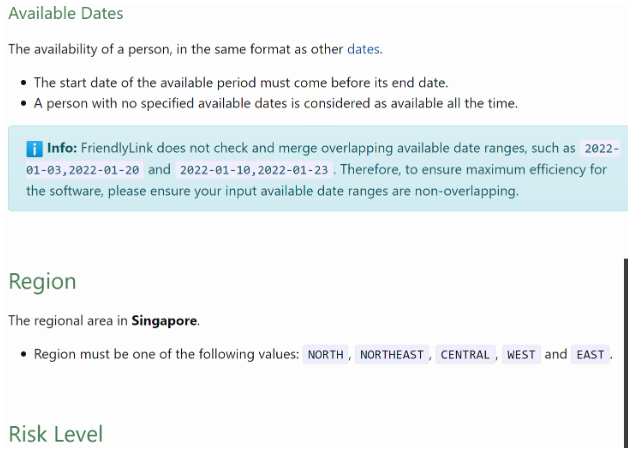 Available Dates
The availability of a person, in the same format as other dates.
• The start date of the available period must come before its end date.
• A person with no specified available dates is considered as available all the time.
Info: FriendlyLink does not check and merge overlapping available date ranges, such as 2022-
01-03,2022-01-20 and 2022-01-10,2022-01-23 . Therefore, to ensure maximum efficiency for
the software, please ensure your input available date ranges are non-overlapping.
Region
The regional area in Singapore.
• Region must be one of the following values: NORTH , NORTHEAST , CENTRAL , WEST and EAST .
Risk Level